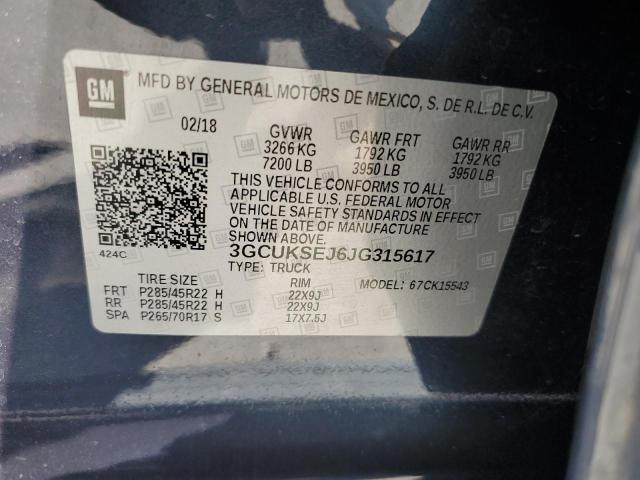 GM
MFD BY GENERAL MOTORS DE MEXICO, S. DE R.L. DE C.V.
02/18 GVWR GAWR FRT GAWR RR
3266 KG 1792 KG 1792 KG
7200 LB 3950 LB 3950 LB
THIS VEHICLE CONFORMS TO ALL
APPLICABLE U.S. FEDERAL MOTOR
VEHICLE SAFETY STANDARDS IN EFFECT
ON THE DATE OF MANUFACTURE
SHOWN ABOVE.
424C 3GCUKSEJ6JG315617
TYPE: TRUCK
TIRE SIZE RIM MODEL: 67CK15543
FRT P285/45R22 H 22X9J
RR P285/45R22 H 22X9J
SPA P265/70R17 S 17X7.5J